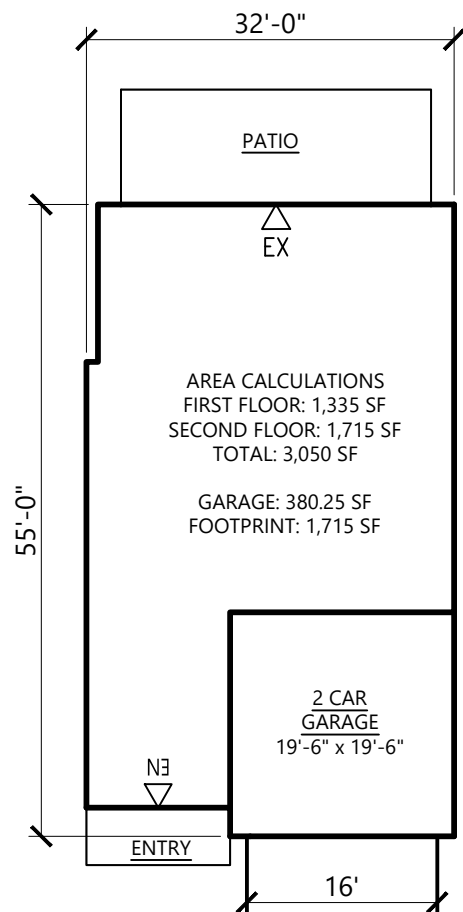 32'-0"
PATIO
EX
AREA CALCULATIONS
FIRST FLOOR: 1,335 SF
SECOND FLOOR: 1,715 SF
TOTAL: 3,050 SF
GARAGE: 380.25 SF
FOOTPRINT: 1,715 SF
55'-0"
2 CAR
GARAGE
19'-6" x 19'-6"
EN
ENTRY
16'